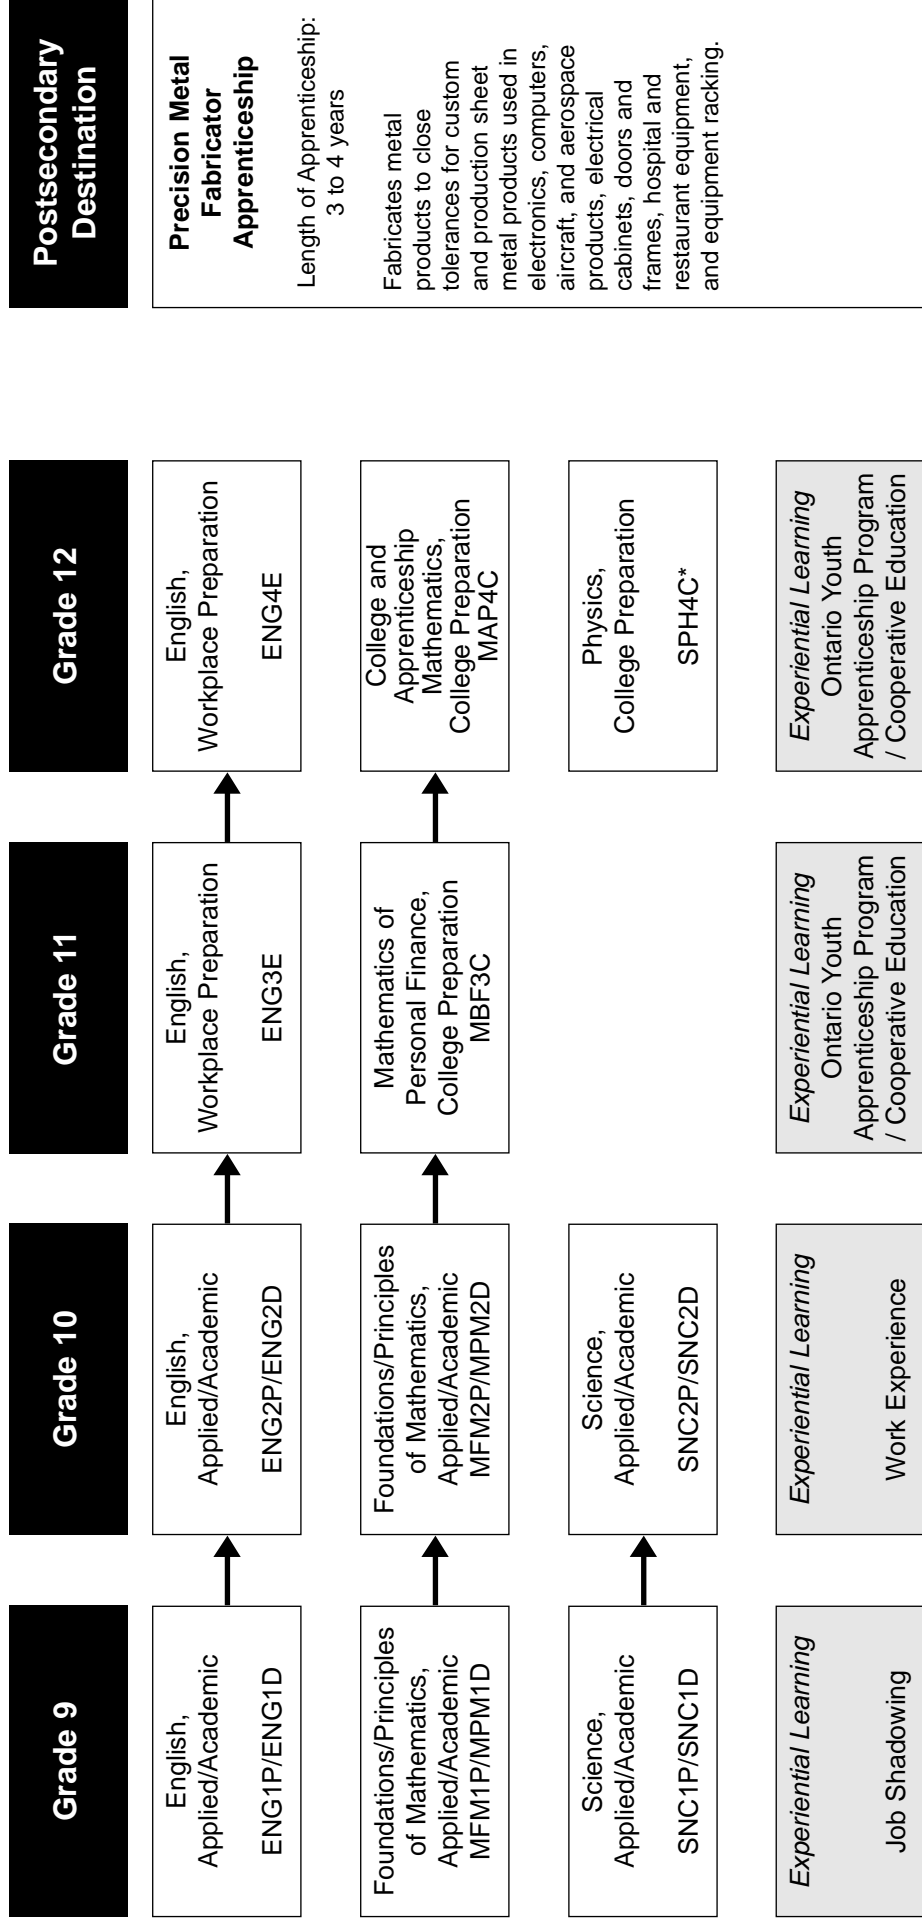 Grade 9
Grade 10
Grade 11
Grade 12
Postsecondary
Destination
English,
Applied/Academic
ENG1P/ENG1D
English,
Applied/Academic
ENG2P/ENG2D
English,
Workplace Preparation
ENG3E
English,
Workplace Preparation
ENG4E
Precision Metal
Fabricator
Apprenticeship
Length of Apprenticeship:
3 to 4 years
Fabricates metal
products to close
tolerances for custom
and production sheet
metal products used in
electronics, computers,
aircraft, and aerospace
products, electrical
cabinets, doors and
frames, hospital and
restaurant equipment,
and equipment racking.
Foundations/Principles
of Mathematics,
Applied/Academic
MFM1P/MPM1D
Foundations/Principles
of Mathematics,
Applied/Academic
MFM2P/MPM2D
Mathematics of
Personal Finance,
College Preparation
MBF3C
College and
Apprenticeship
Mathematics,
College Preparation
MAP4C
Science,
Applied/Academic
SNC1P/SNC1D
Science,
Applied/Academic
SNC2P/SNC2D
Physics,
College Preparation
SPH4C*
Experiential Learning
Job Shadowing
Experiential Learning
Work Experience
Experiential Learning
Ontario Youth
Apprenticeship Program
/ Cooperative Education
Experiential Learning
Ontario Youth
Apprenticeship Program
/ Cooperative Education